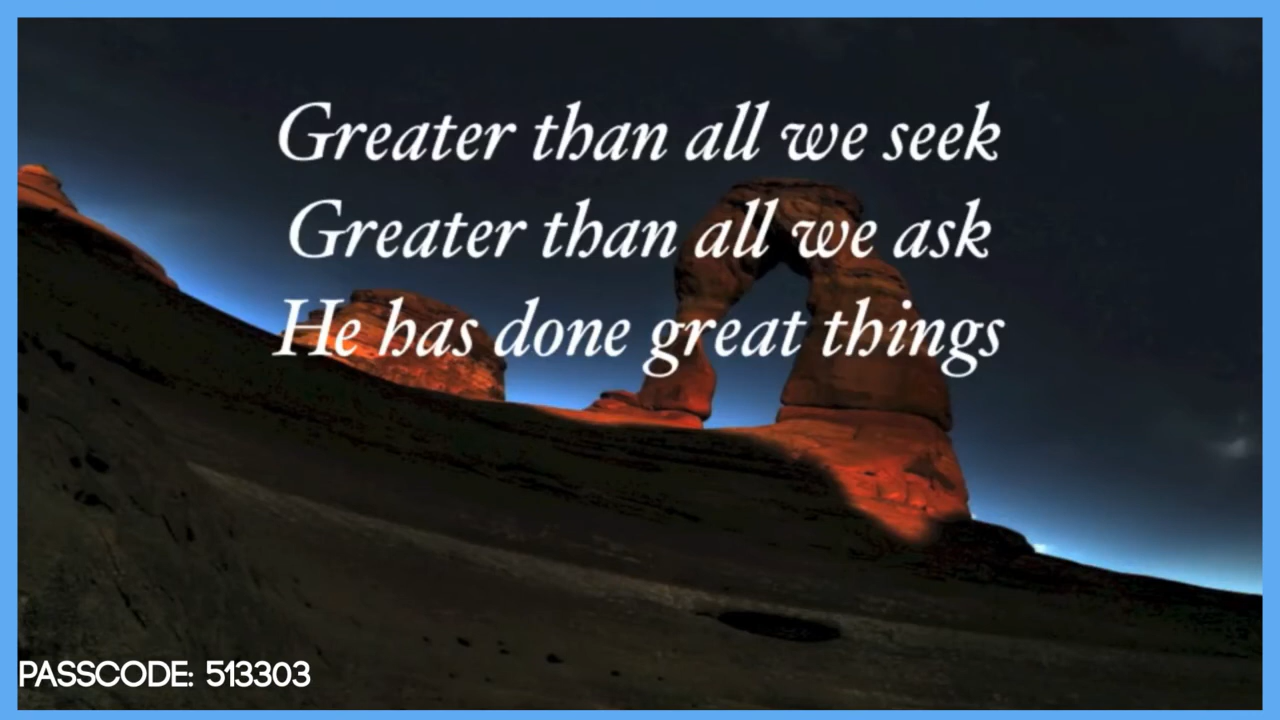 Greater than all we seek
Greater than all we ask
He has done great things
PASSCODE: 513303